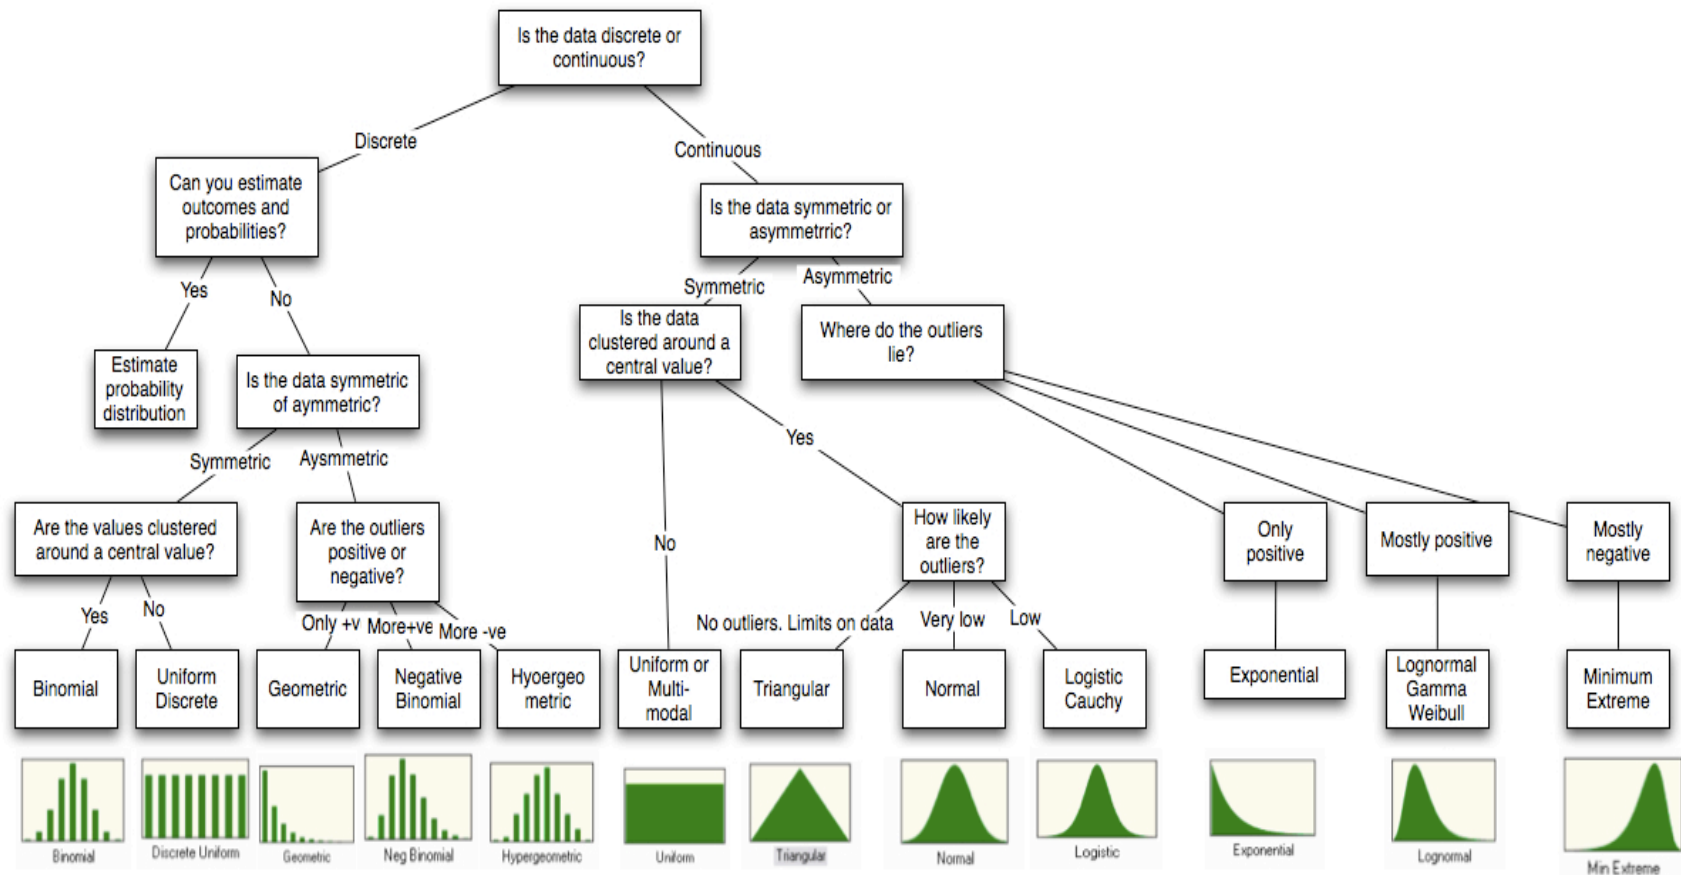 Is the data discrete or
continuous?
Discrete
Continuous
Can you estimate
outcomes and
probabilities?
Is the data symmetric or
asymmetrric?
Yes
No
Symmetric
Asymmetric
Estimate
probability
distribution
Is the data symmetric
of aymmetric?
Is the data
clustered around a
central value?
Where do the outliers
lie?
Symmetric
Aysmmetric
No
Yes
Are the values clustered
around a central value?
Are the outliers
positive or
negative?
How likely
are the
outliers?
Only
positive
Mostly positive
Mostly
negative
Yes
No
Only +v
More+ve
More -ve
No outliers. Limits on data
Very low
Low
Binomial
Uniform
Discrete
Geometric
Negative
Binomial
Hyoergeo
metric
Uniform or
Multi-
modal
Triangular
Normal
Logistic
Cauchy
Exponential
Lognormal
Gamma
Weibull
Minimum
Extreme
Binomial
Discrete Uniform
Geometric
Neg Binomial
Hypergeometric
Uniform
Triangular
Normal
Logistic
Exponential
Lognormal
Min Extreme